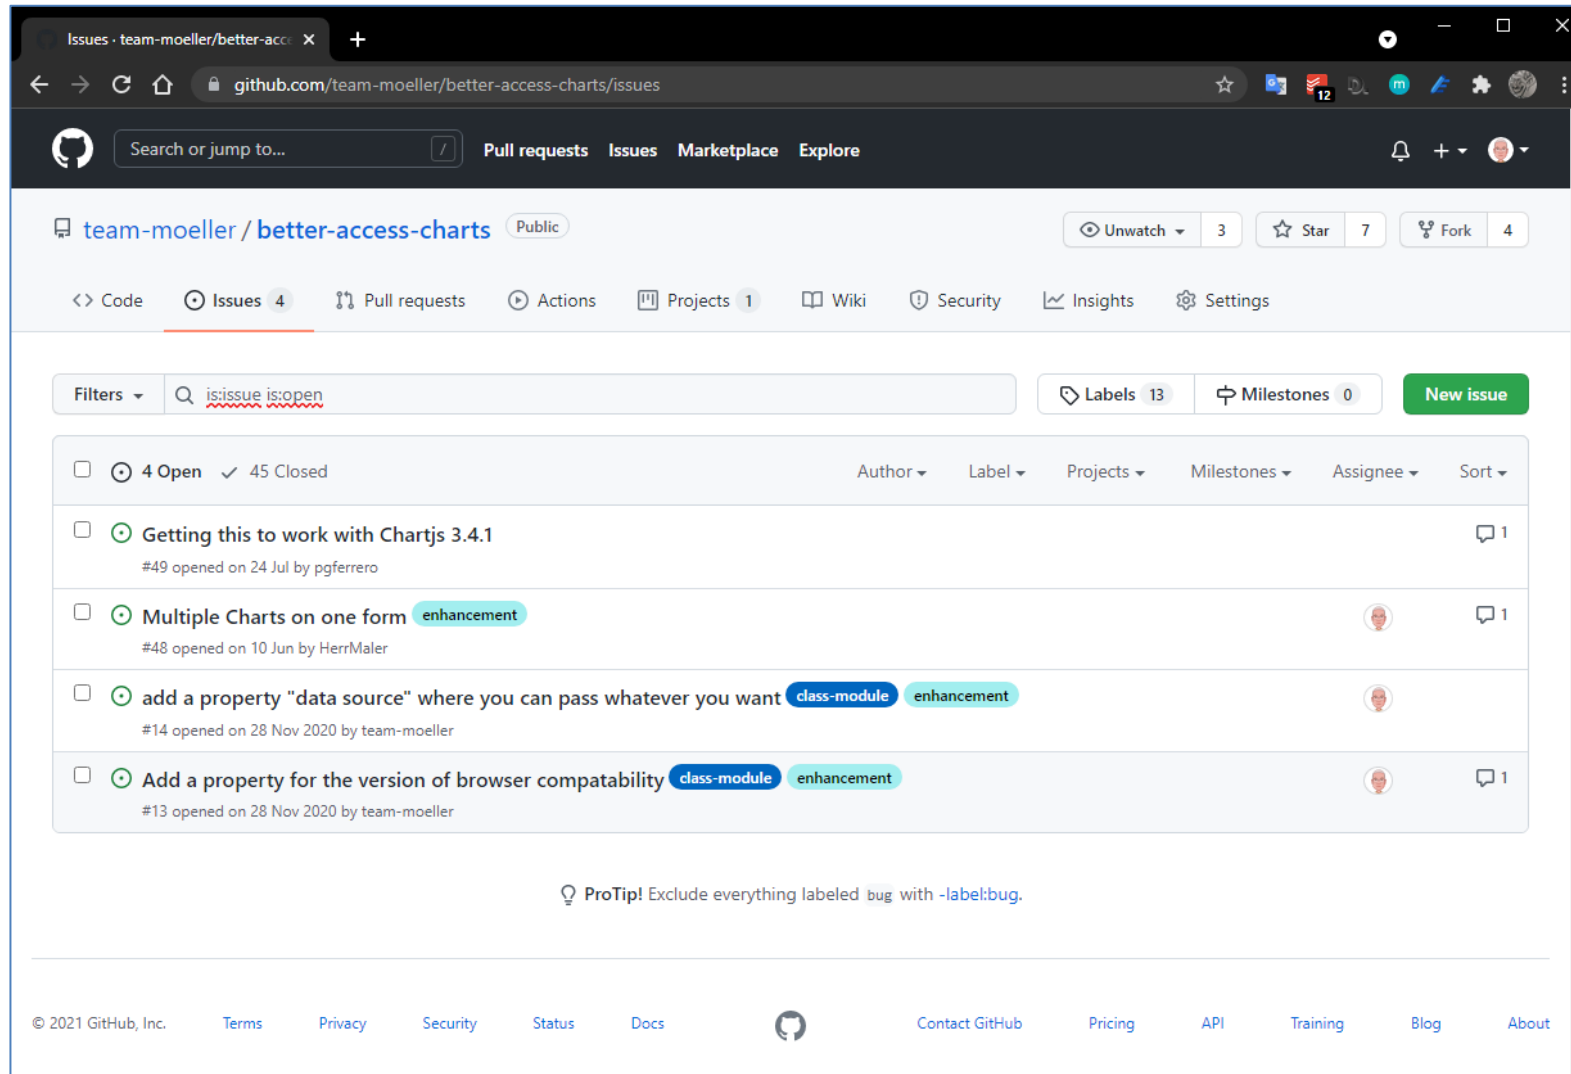 Issues · team-moeller/better-acce
github.com/team-moeller/better-access-charts/issues
12
m
Search or jump to... /
Pull requests Issues Marketplace Explore
team-moeller / better-access-charts Public
Unwatch 3 Star 7 Fork 4
Code Issues 4 Pull requests Actions Projects 1 Wiki Security Insights Settings
Filters is:issue is:open Labels 13 Milestones 0 New issue
4 Open 45 Closed Author Label Projects Milestones Assignee Sort
Getting this to work with Chartjs 3.4.1 1
#49 opened on 24 Jul by pgferrero
Multiple Charts on one form enhancement 1
#48 opened on 10 Jun by HerrMaler
add a property "data source" where you can pass whatever you want class-module enhancement
#14 opened on 28 Nov 2020 by team-moeller
Add a property for the version of browser compatability class-module enhancement 1
#13 opened on 28 Nov 2020 by team-moeller
ProTip! Exclude everything labeled bug with -label:bug.
© 2021 GitHub, Inc. Terms Privacy Security Status Docs Contact GitHub Pricing API Training Blog About